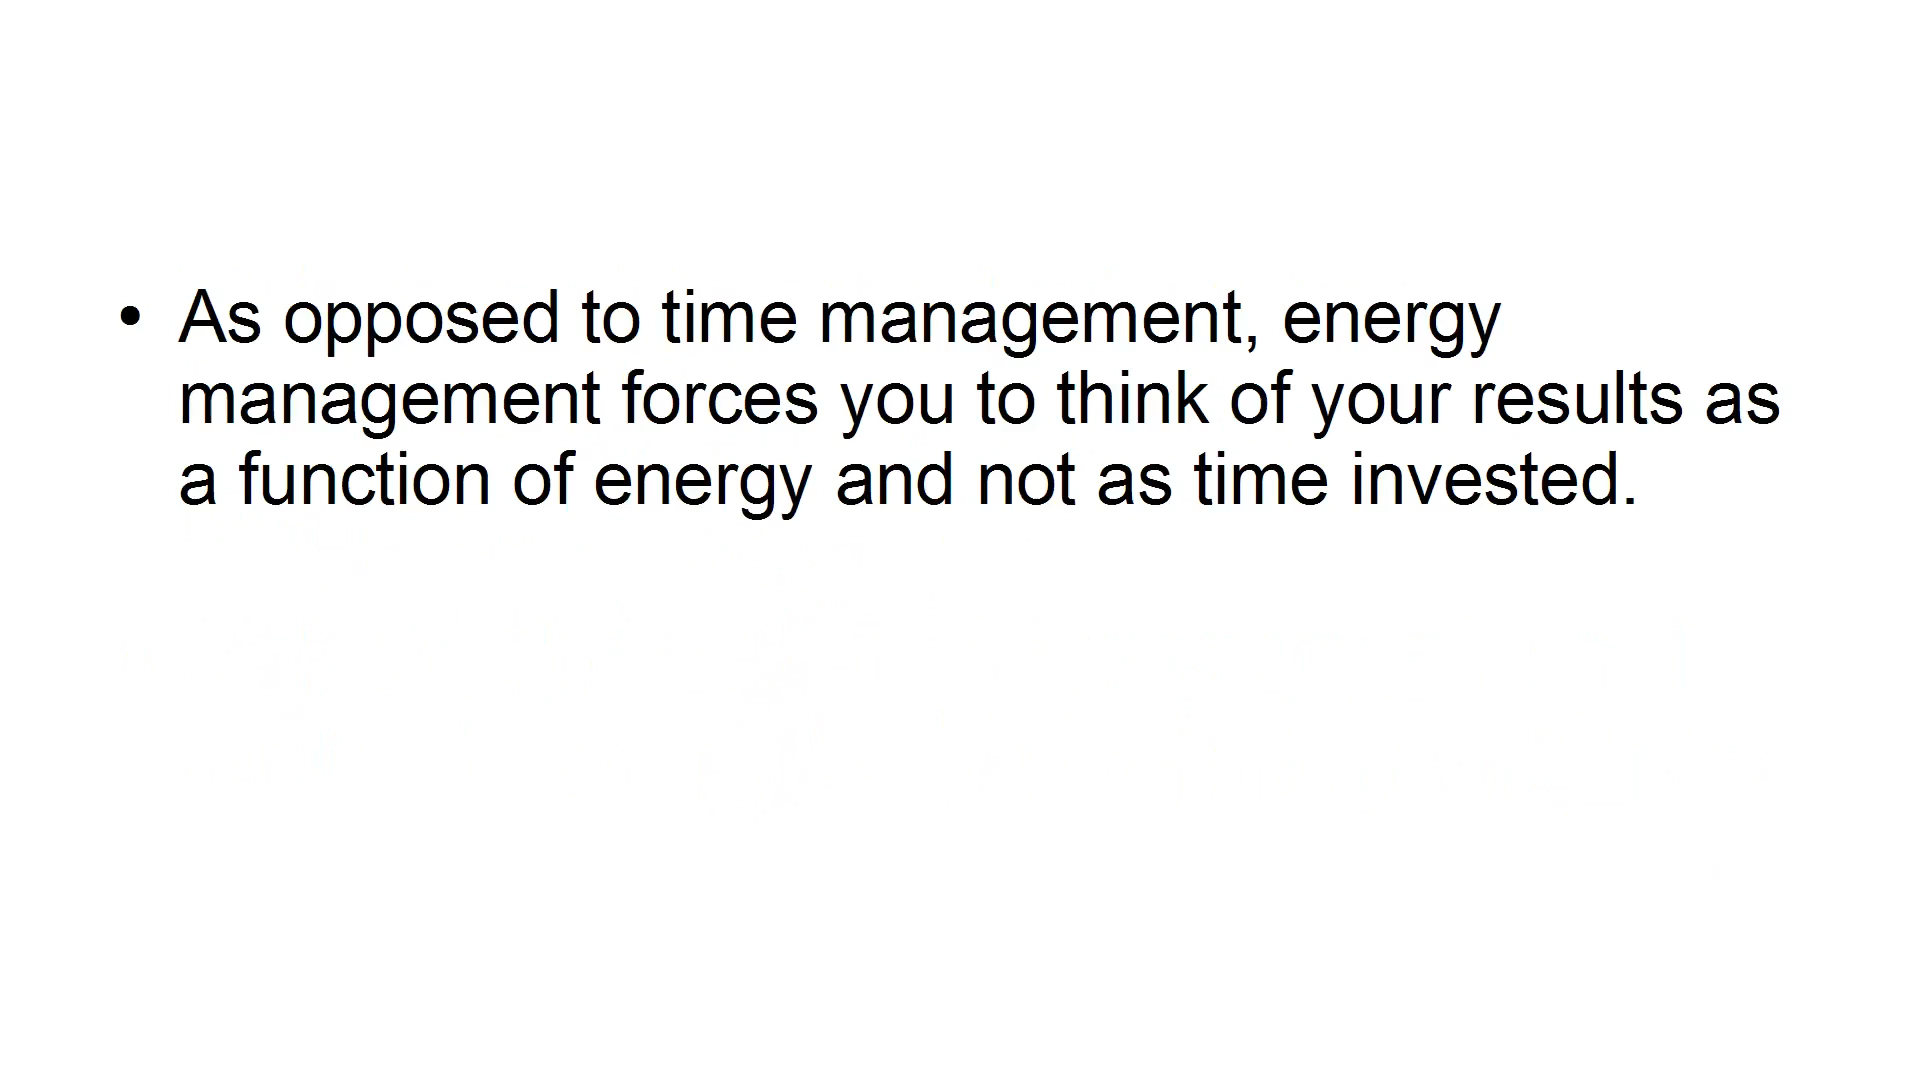 • As opposed to time management, energy
management forces you to think of your results as
a function of energy and not as time invested.